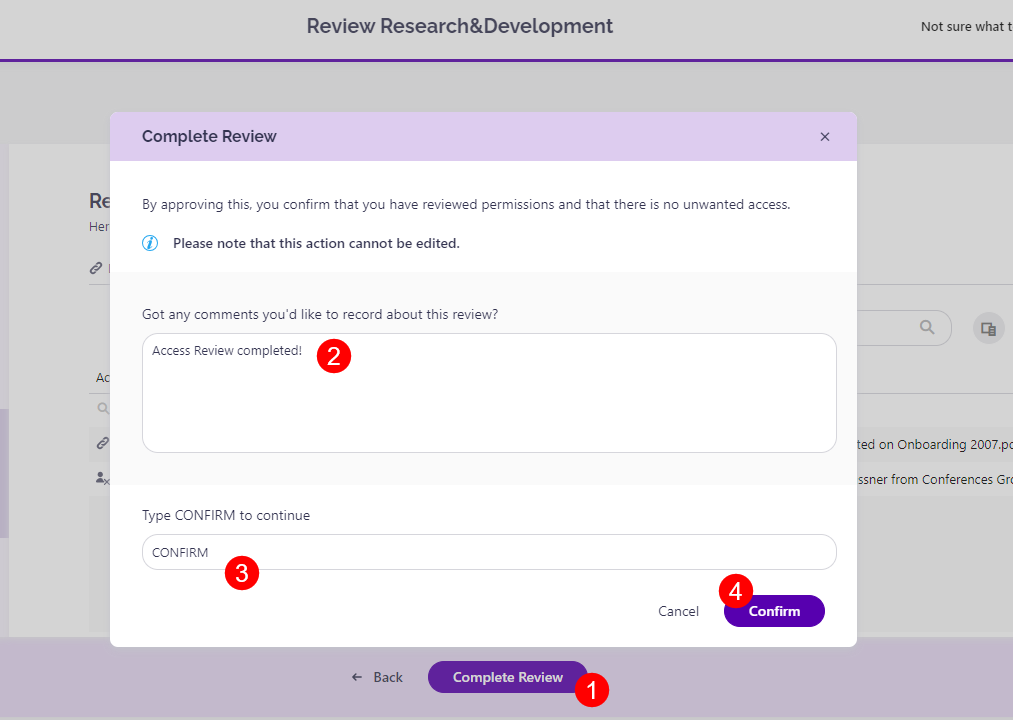 Review Research&Development
Not sure what t
Complete Review
By approving this, you confirm that you have reviewed permissions and that there is no unwanted access.
Re
Her
Please note that this action cannot be edited.
Got any comments you'd like to record about this review?
Access Review completed!
2
Ac
ted on Onboarding 2007.po
ssner from Conferences Gro
Type CONFIRM to continue
CONFIRM
3
4
Cancel
Confirm
Back
Complete Review
1